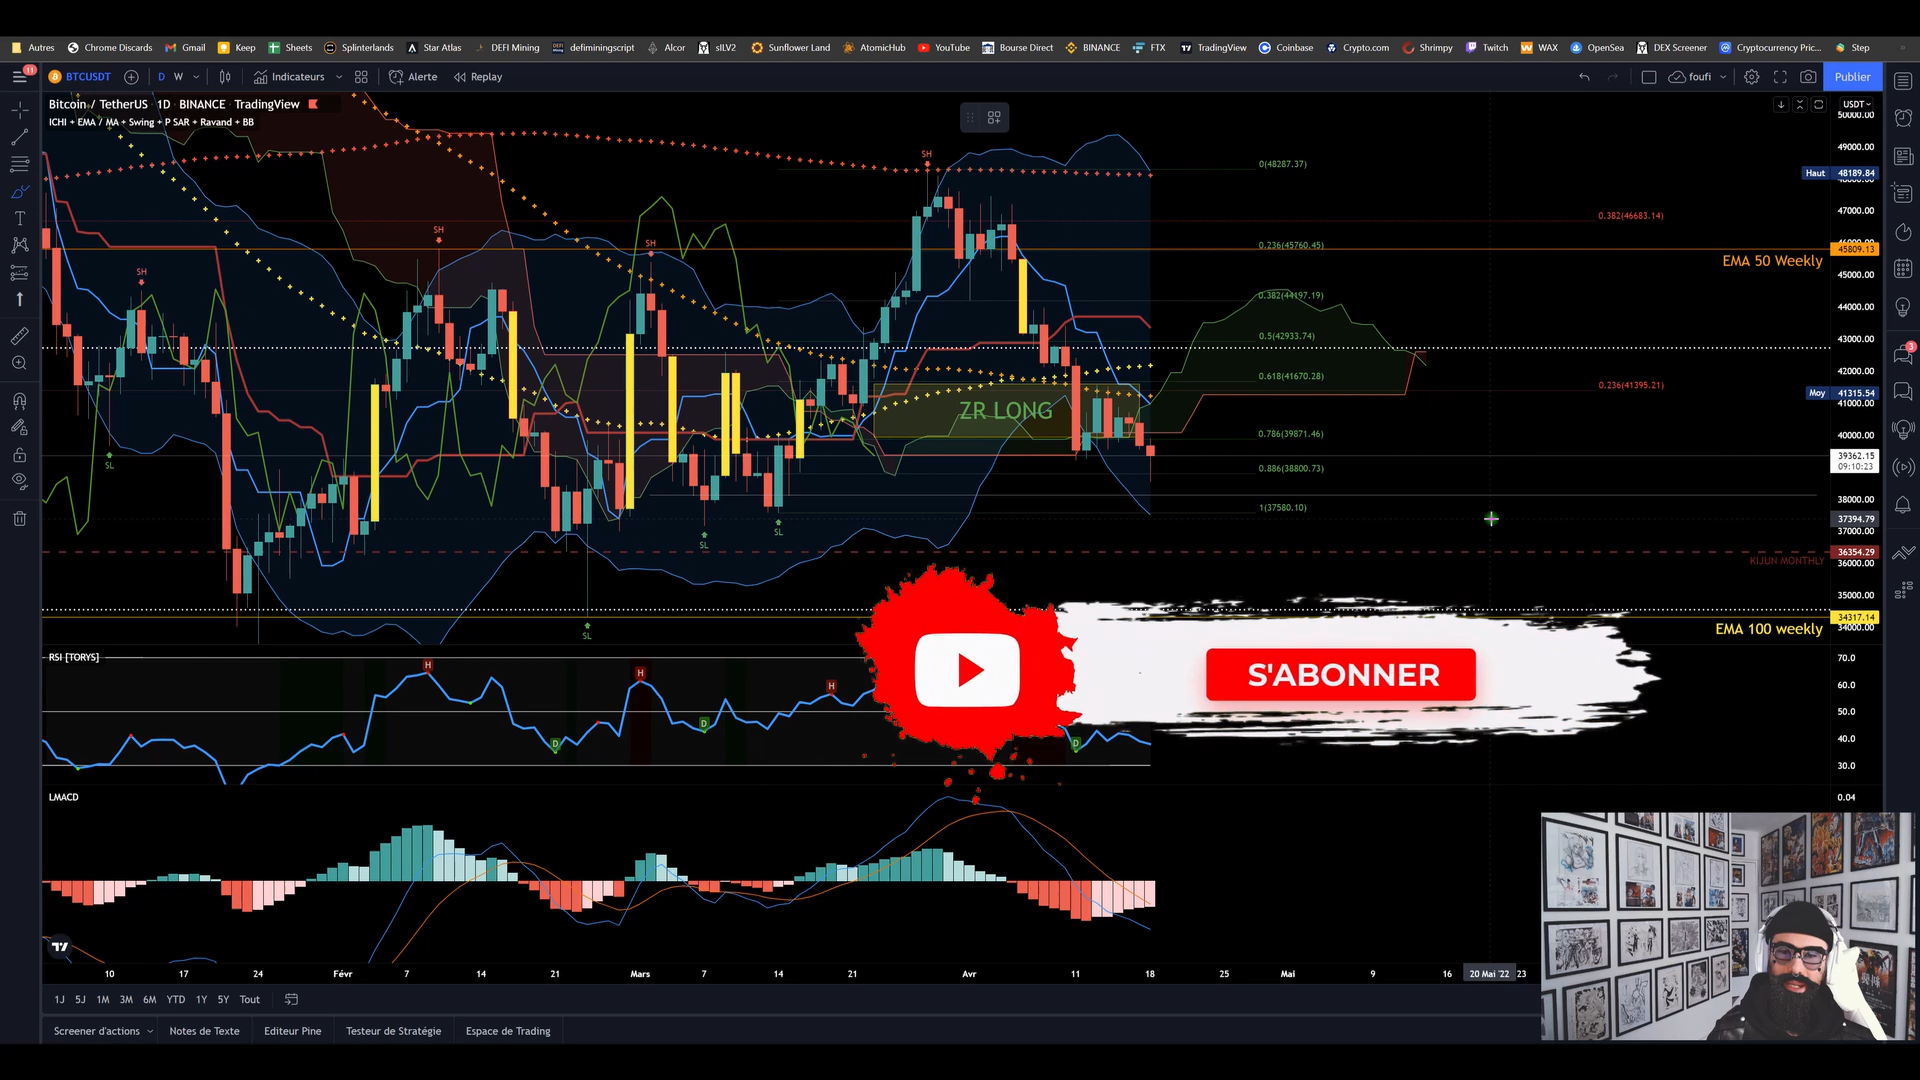 Autres Chrome Discards Gmail Keep Sheets Splinterlands Star Atlas DEFI Mining defiminingscript Alcor sILV2 Sunflower Land AtomicHub YouTube Bourse Direct BINANCE FTX TradingView Coinbase Crypto.com Shrimpy Twitch WAX OpenSea DEX Screener Cryptocurrency Pric... Step
11
BTCUSDT D W Indicateurs Alerte Replay foufi Publier
Bitcoin / TetherUS 1D BINANCE TradingView
ICHI + EMA / MA + Swing + P SAR + Ravand + BB
USDT
50000.00
49000.00
SH
0(48287.37)
Haut 48189.84
48000.00
0.382(46683.14)
47000.00
SH
SH
0.236(45760.45)
46000.00
45809.13
EMA 50 Weekly
SH
45000.00
0.382(44197.19)
44000.00
0.5(42933.74)
43000.00
3
0.618(41670.28)
42000.00
0.236(41395.21)
Moy 41315.54
ZR LONG
41000.00
0.786(39871.46)
40000.00
39362.15
09:10:23
SL
0.886(38800.73)
38000.00
1(37580.10)
37394.79
SL
SL
37000.00
36354.29
KIJUN MONTHLY
36000.00
35000.00
34317.14
34000.00
EMA 100 weekly
SL
RSI [TORYS]
H
H
H
D
D
D
70.0
60.0
50.0
40.0
30.0
S'ABONNER
LMACD
0.04
10 17 24 Févr 7 14 21 Mars 7 14 21 Avr 11 18 25 Mai 9 16 20 Mai '22 23
1J 5J 1M 3M 6M YTD 1Y 5Y Tout
Screener d'actions Notes de Texte Editeur Pine Testeur de Stratégie Espace de Trading